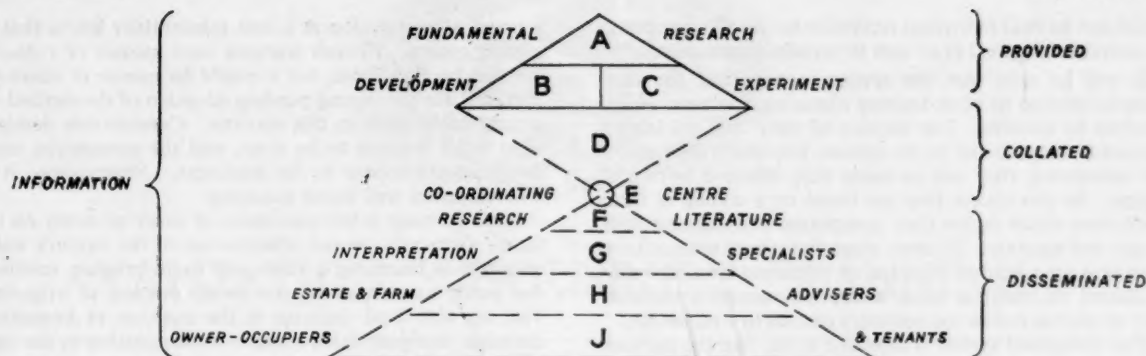 FUNDAMENTAL A RESEARCH
PROVIDED
DEVELOPMENT B C EXPERIMENT
D
COLLATED
INFORMATION
CO-ORDINATING E CENTRE
RESEARCH F LITERATURE
INTERPRETATION G SPECIALISTS
DISSEMINATED
ESTATE & FARM H ADVISERS
OWNER-OCCUPIERS J & TENANTS